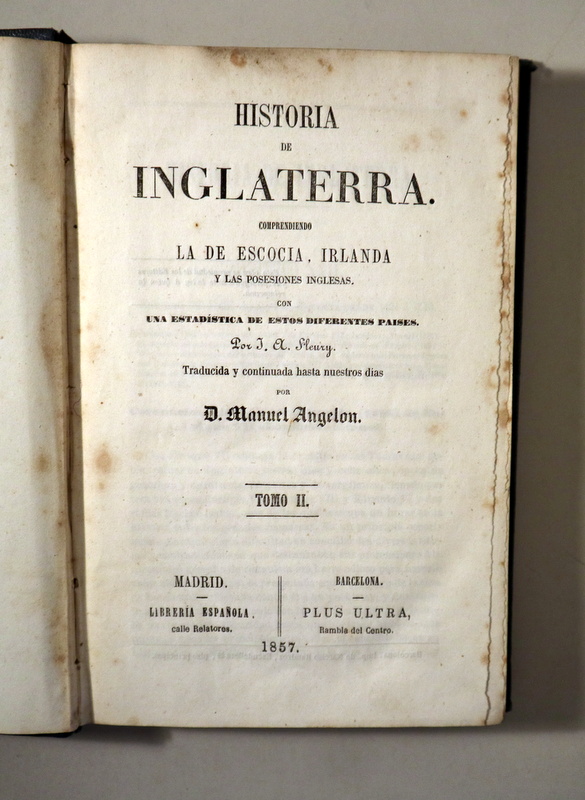 HISTORIA
DE
INGLATERRA.
COMPRENDIENDO
LA DE ESCOCIA, IRLANDA
Y LAS POSESIONES INGLESAS.
CON
UNA ESTADÍSTICA DE ESTOS DIFERENTES PAISES.
Por J. A. Fleury.
Traducida y continuada hasta nuestros dias
POR
D. Manuel Angelon.
TOMO II.
MADRID.
LIBRERÍA ESPAÑOLA,
calle Relatores.
BARCELONA.
PLUS ULTRA,
Rambla del Centro.
1857.